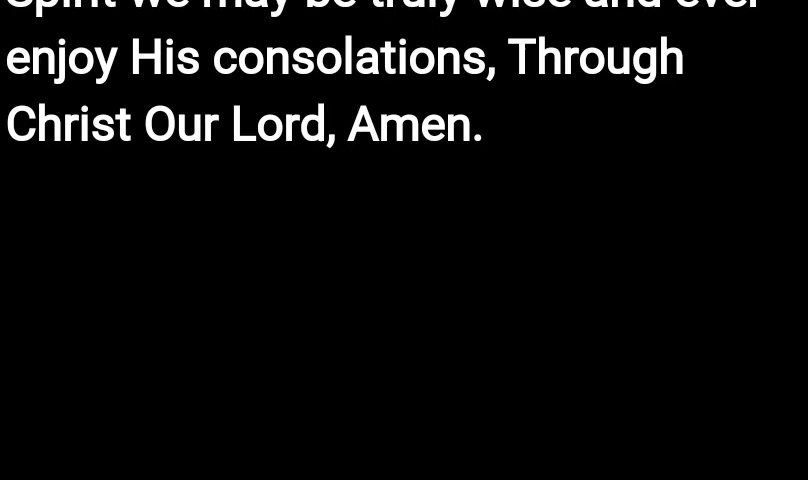 Spirit we may be truly wise and ever
enjoy His consolations, Through
Christ Our Lord, Amen.